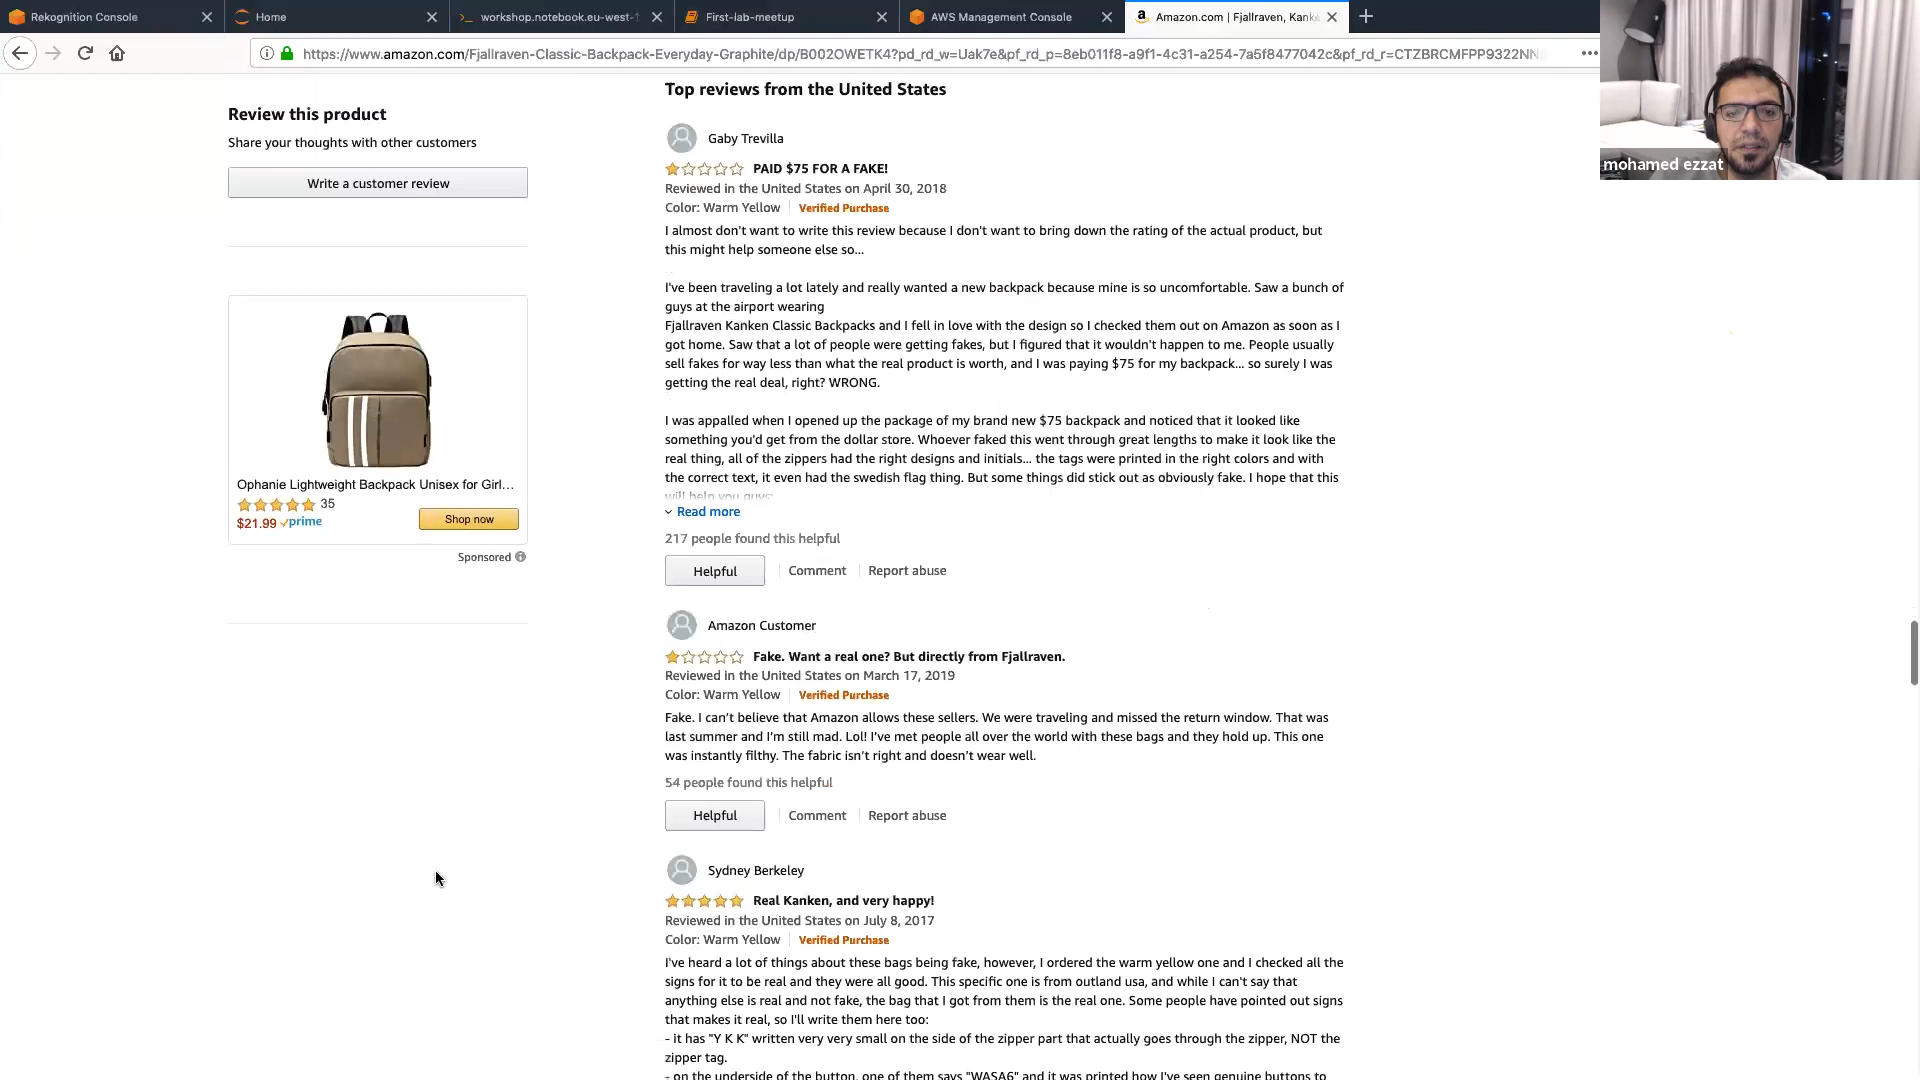 Rekognition Console
Home
workshop.notebook.eu-west-1
First-lab-meetup
AWS Management Console
Amazon.com | Fjallraven, Kanke
https://www.amazon.com/Fjallraven-Classic-Backpack-Everyday-Graphite/dp/B002OWETK4?pd_rd_w=Uak7e&pf_rd_p=8eb011f8-a9f1-4c31-a254-7a5f8477042c&pf_rd_r=CTZBRCMFPP9322NN
mohamed ezzat
Review this product
Share your thoughts with other customers
Write a customer review
Ophanie Lightweight Backpack Unisex for Girl...
35
$21.99 prime
Shop now
Sponsored
Top reviews from the United States
Gaby Trevilla
PAID $75 FOR A FAKE!
Reviewed in the United States on April 30, 2018
Color: Warm Yellow Verified Purchase
I almost don't want to write this review because I don't want to bring down the rating of the actual product, but
this might help someone else so...
I've been traveling a lot lately and really wanted a new backpack because mine is so uncomfortable. Saw a bunch of
guys at the airport wearing
Fjallraven Kanken Classic Backpacks and I fell in love with the design so I checked them out on Amazon as soon as I
got home. Saw that a lot of people were getting fakes, but I figured that it wouldn't happen to me. People usually
sell fakes for way less than what the real product is worth, and I was paying $75 for my backpack... so surely I was
getting the real deal, right? WRONG.
I was appalled when I opened up the package of my brand new $75 backpack and noticed that it looked like
something you'd get from the dollar store. Whoever faked this went through great lengths to make it look like the
real thing, all of the zippers had the right designs and initials... the tags were printed in the right colors and with
the correct text, it even had the swedish flag thing. But some things did stick out as obviously fake. I hope that this
will help you guys:
Read more
217 people found this helpful
Helpful Comment Report abuse
Amazon Customer
Fake. Want a real one? But directly from Fjallraven.
Reviewed in the United States on March 17, 2019
Color: Warm Yellow Verified Purchase
Fake. I can’t believe that Amazon allows these sellers. We were traveling and missed the return window. That was
last summer and I’m still mad. Lol! I’ve met people all over the world with these bags and they hold up. This one
was instantly filthy. The fabric isn’t right and doesn’t wear well.
54 people found this helpful
Helpful Comment Report abuse
Sydney Berkeley
Real Kanken, and very happy!
Reviewed in the United States on July 8, 2017
Color: Warm Yellow Verified Purchase
I've heard a lot of things about these bags being fake, however, I ordered the warm yellow one and I checked all the
signs for it to be real and they were all good. This specific one is from outland usa, and while I can't say that
anything else is real and not fake, the bag that I got from them is the real one. Some people have pointed out signs
that makes it real, so I'll write them here too:
- it has "Y K K" written very very small on the side of the zipper part that actually goes through the zipper, NOT the
zipper tag.
- on the underside of the button, one of them says "WASA6" and it was printed how I've seen genuine buttons to